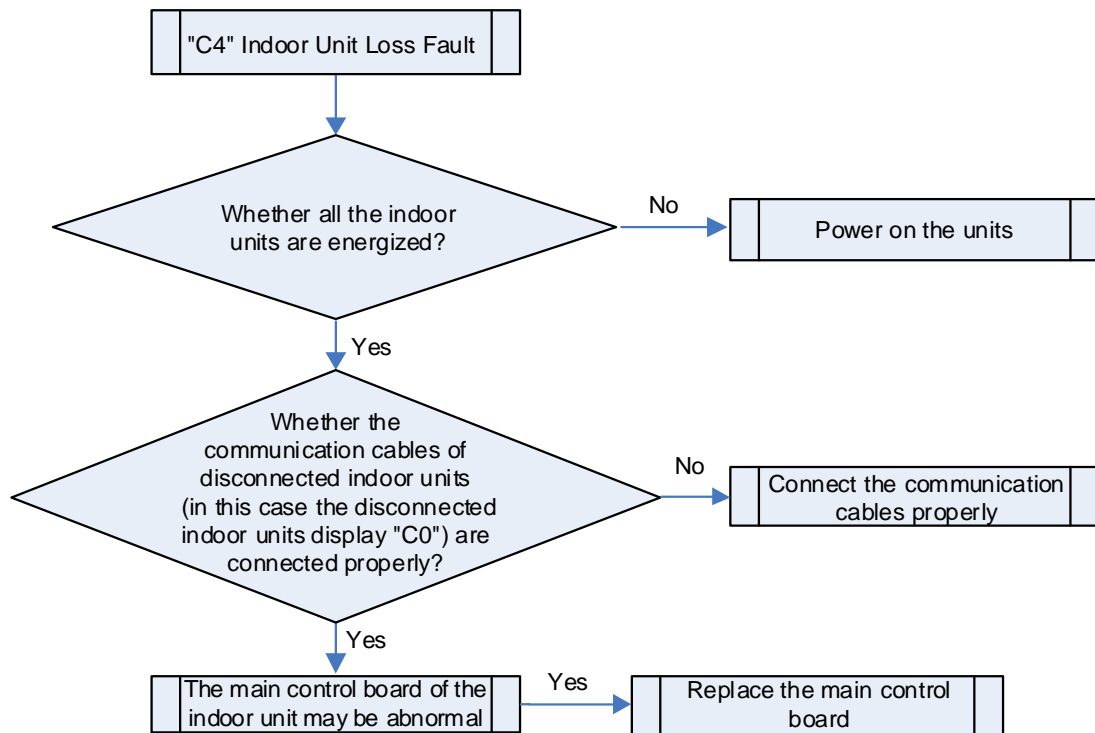 "C4" Indoor Unit Loss Fault
Whether all the indoor
units are energized?
No
Power on the units
Yes
Whether the
communication cables of
disconnected indoor units
(in this case the disconnected
indoor units display "C0") are
connected properly?
No
Connect the communication
cables properly
Yes
The main control board of the
indoor unit may be abnormal
Yes
Replace the main control
board